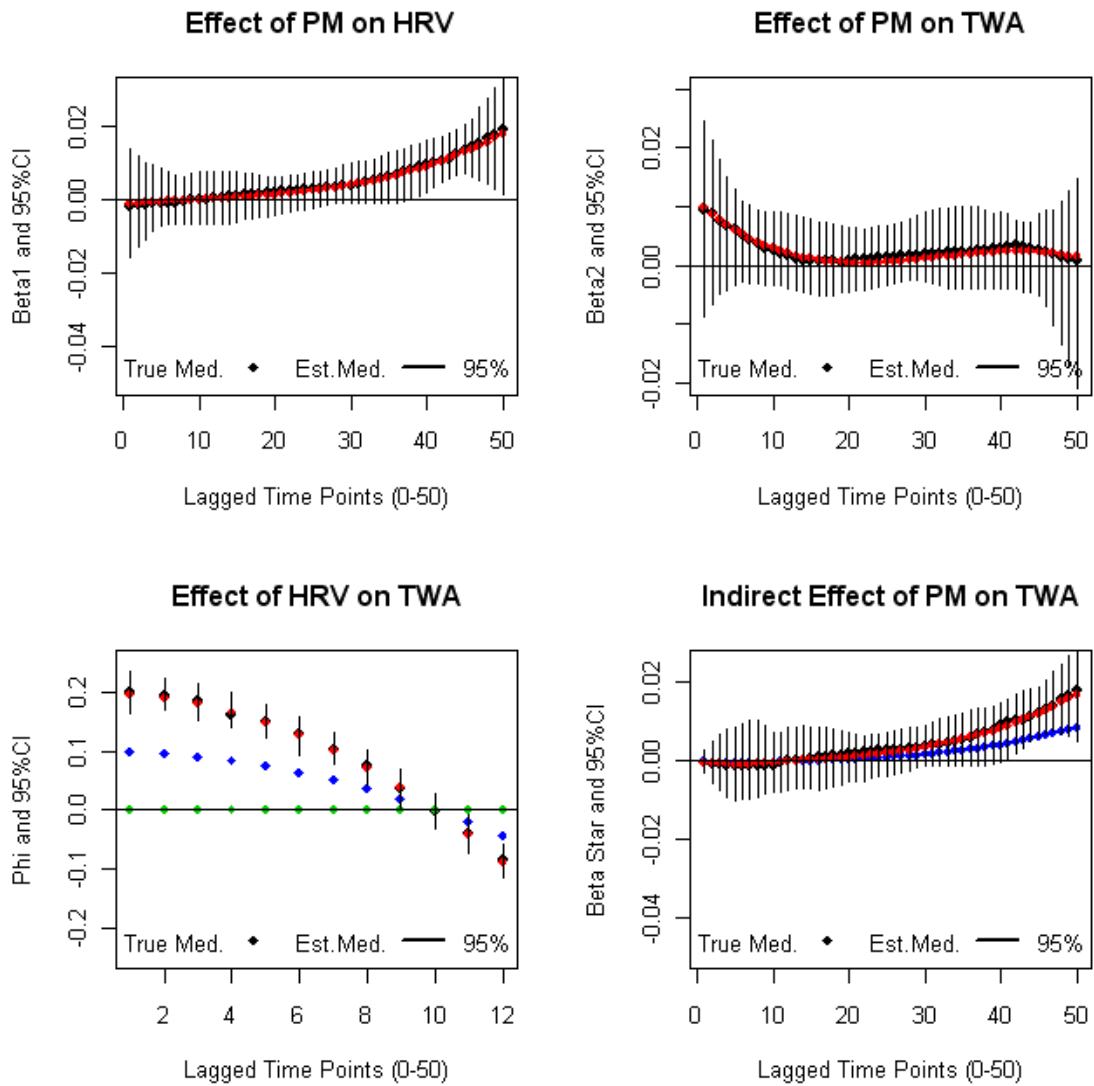 Effect of PM on HRV
Beta1 and 95%CI
0.02
0.00
-0.02
-0.04
True Med. Est.Med. 95%
0 10 20 30 40 50
Lagged Time Points (0-50)
Effect of PM on TWA
Beta2 and 95%CI
0.02
0.00
-0.02
True Med. Est.Med. 95%
0 10 20 30 40 50
Lagged Time Points (0-50)
Effect of HRV on TWA
Phi and 95%CI
0.2
0.1
0.0
-0.1
-0.2
True Med. Est.Med. 95%
2 4 6 8 10 12
Lagged Time Points (0-50)
Indirect Effect of PM on TWA
Beta Star and 95%CI
0.02
0.00
-0.02
-0.04
True Med. Est.Med. 95%
0 10 20 30 40 50
Lagged Time Points (0-50)